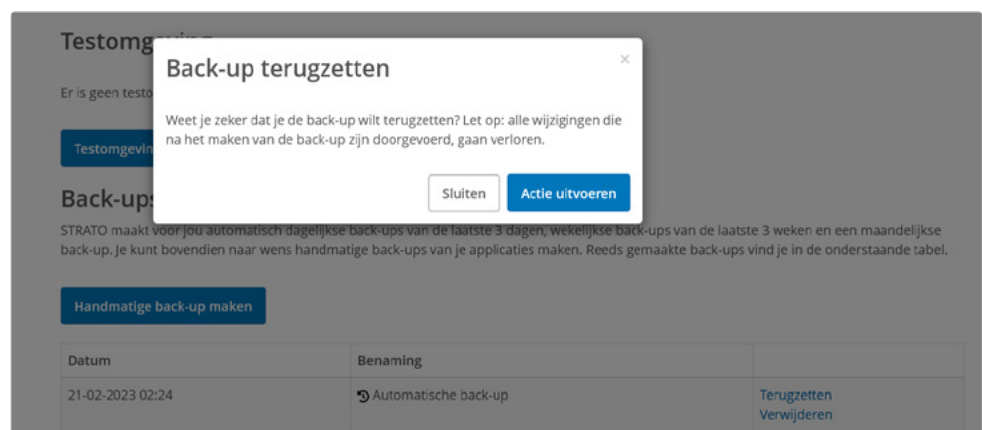 Testomgeving
Back-up terugzetten
×
Er is geen testo
Weet je zeker dat je de back-up wilt terugzetten? Let op: alle wijzigingen die
na het maken van de back-up zijn doorgevoerd, gaan verloren.
Testomgevin
Sluiten Actie uitvoeren
Back-ups
STRATO maakt voor jou automatisch dagelijkse back-ups van de laatste 3 dagen, wekelijkse back-ups van de laatste 3 weken en een maandelijkse
back-up. Je kunt bovendien naar wens handmatige back-ups van je applicaties maken. Reeds gemaakte back-ups vind je in de onderstaande tabel.
Handmatige back-up maken
Datum Benaming
21-02-2023 02:24 Automatische back-up Terugzetten
Verwijderen